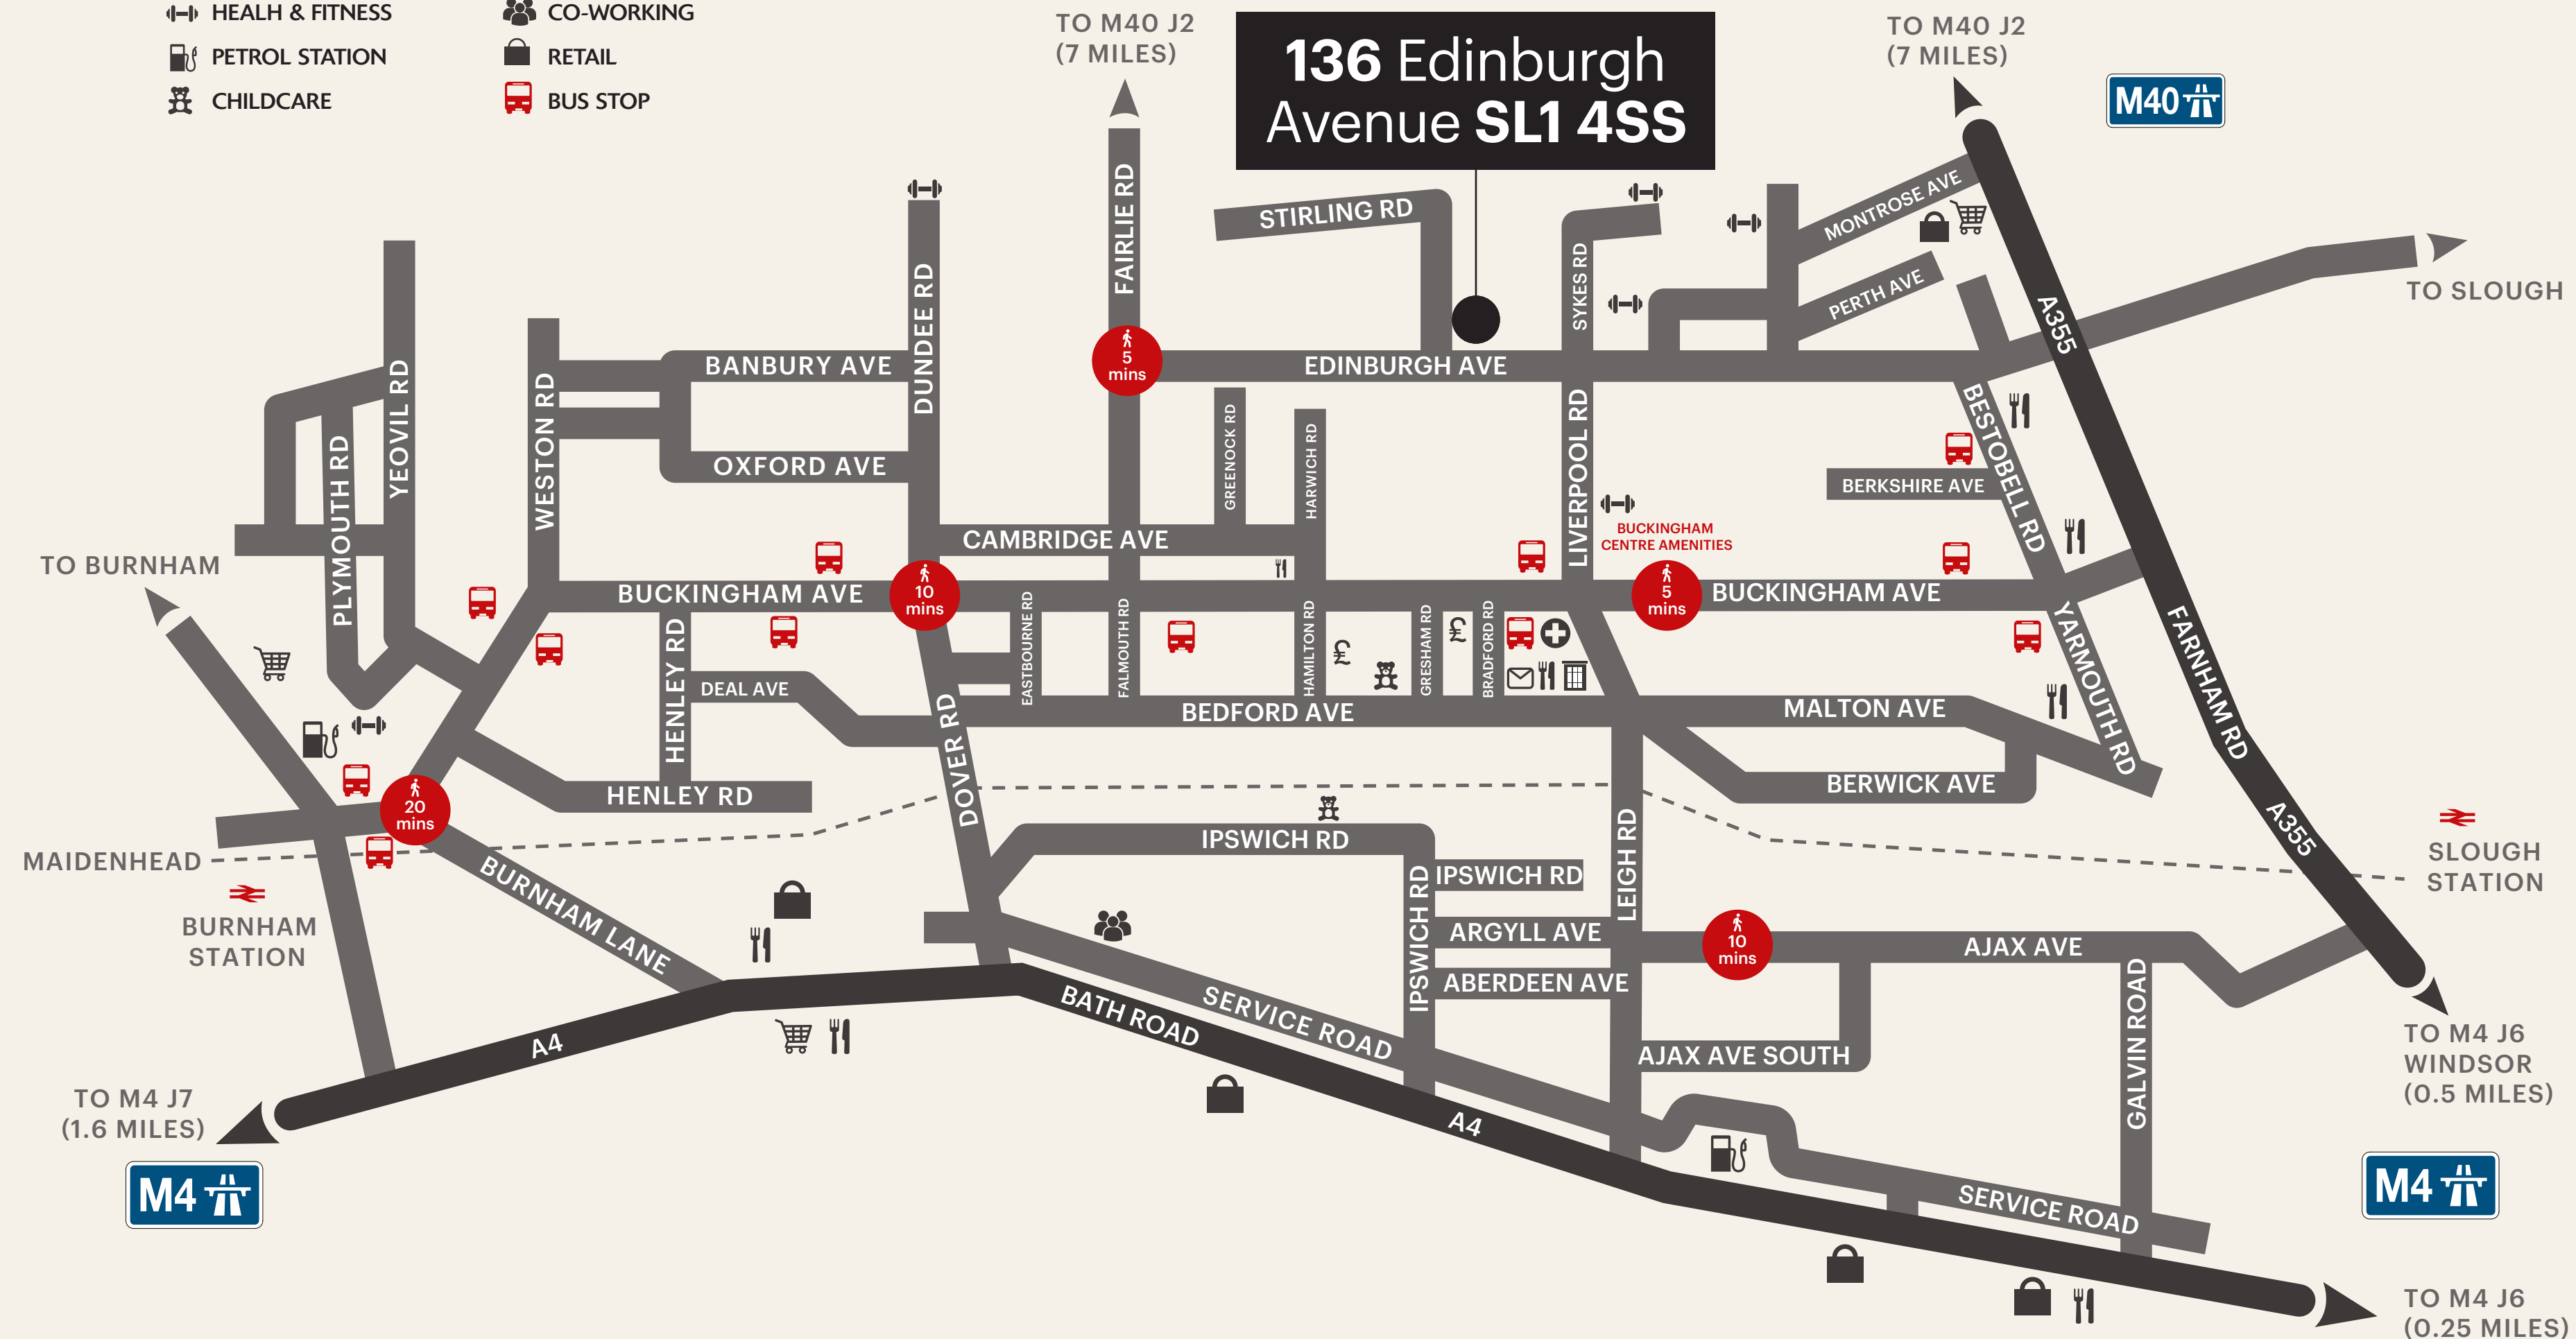 HEALH & FITNESS
CO-WORKING
PETROL STATION
RETAIL
CHILDCARE
BUS STOP
TO M40 J2
(7 MILES)
136 Edinburgh
Avenue SL1 4SS
TO M40 J2
(7 MILES)
M40
MONTROSE AVE
STIRLING RD
FAIRLIE RD
SYKES RD
PERTH AVE
TO SLOUGH
A355
DUNDEE RD
BANBURY AVE
5
mins
EDINBURGH AVE
YEOVIL RD
WESTON RD
OXFORD AVE
GREENOCK RD
HARWICH RD
LIVERPOOL RD
BESTOBELL RD
BERKSHIRE AVE
PLYMOUTH RD
CAMBRIDGE AVE
BUCKINGHAM
CENTRE AMENITIES
TO BURNHAM
BUCKINGHAM AVE
10
mins
5
mins
BUCKINGHAM AVE
HENLEY RD
DEAL AVE
EASTBOURNE RD
FALMOUTH RD
HAMILTON RD
£
GRESHAM RD
£
BRADFORD RD
YARMOUTH RD
FARNHAM RD
BEDFORD AVE
MALTON AVE
DOVER RD
HENLEY RD
BERWICK AVE
20
mins
IPSWICH RD
LEIGH RD
A355
MAIDENHEAD
IPSWICH RD
IPSWICH RD
SLOUGH
STATION
BURNHAM
STATION
BURNHAM LANE
ARGYLL AVE
10
mins
AJAX AVE
ABERDEEN AVE
SERVICE ROAD
BATH ROAD
A4
AJAX AVE SOUTH
GALVIN ROAD
TO M4 J6
WINDSOR
(0.5 MILES)
TO M4 J7
(1.6 MILES)
A4
M4
M4
SERVICE ROAD
TO M4 J6
(0.25 MILES)